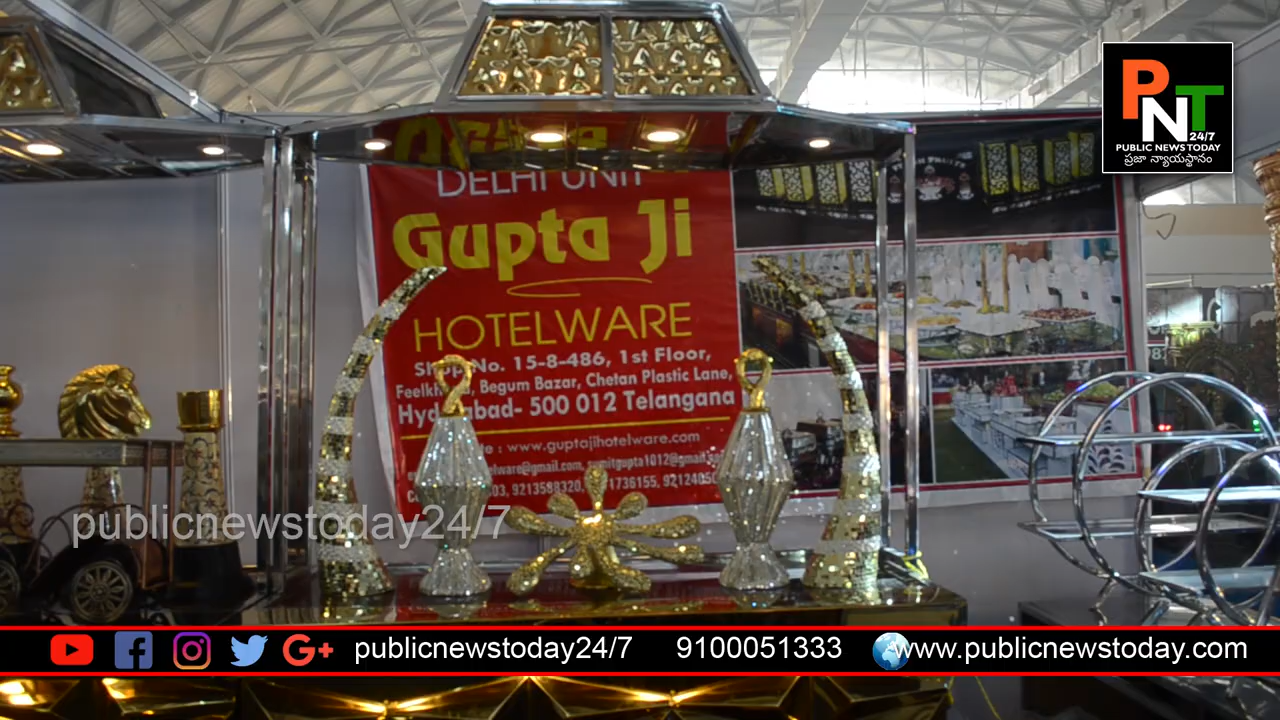 PNT
24/7
PUBLIC NEWS TODAY
ప్రజా న్యాయస్థానం
DELHI UNIT
Gupta Ji
HOTELWARE
Shop No. 15-8-486, 1st Floor,
Begum Bazar, Chetan Plastic Lane,
Hyderabad- 500 012 Telangana
: www.guptajihotelware.com
9213588320,
publicnewstoday24/7
publicnewstoday24/7 9100051333 www.publicnewstoday.com